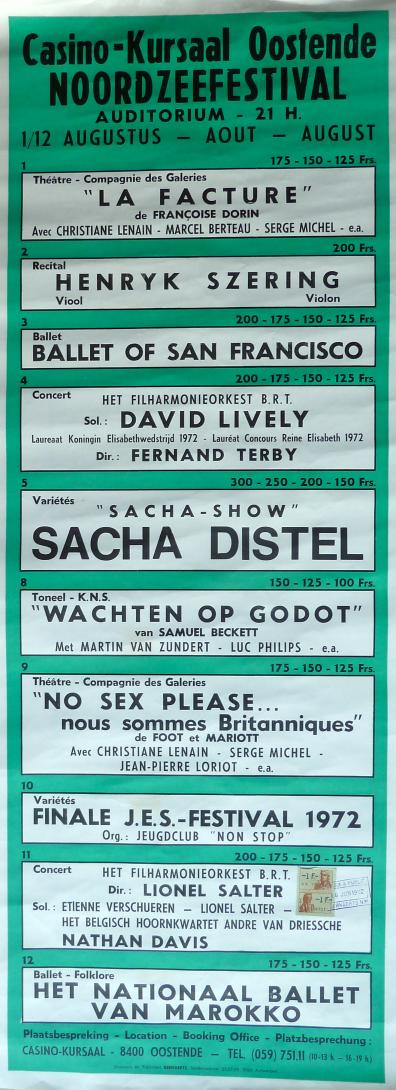 Casino-Kursaal Oostende
NOORDZEEFESTIVAL
AUDITORIUM - 21 H.
1/12 AUGUSTUS — AOUT — AUGUST
1 175 - 150 - 125 Frs.
Théâtre - Compagnie des Galeries
"LA FACTURE"
de FRANÇOISE DORIN
Avec CHRISTIANE LENAIN - MARCEL BERTEAU - SERGE MICHEL - e.a.
2 200 Frs.
Recital
HENRYK SZERING
Viool Violon
3 200 - 175 - 150 - 125 Frs.
Ballet
BALLET OF SAN FRANCISCO
4 200 - 175 - 150 - 125 Frs.
Concert HET FILHARMONIEORKEST B.R.T.
Sol.: DAVID LIVELY
Laureaat Koningin Elisabethwedstrijd 1972 - Lauréat Concours Reine Elisabeth 1972
Dir.: FERNAND TERBY
5 300 - 250 - 200 - 150 Frs.
Variétés
"SACHA-SHOW"
SACHA DISTEL
8 150 - 125 - 100 Frs.
Toneel - K.N.S.
"WACHTEN OP GODOT"
van SAMUEL BECKETT
Met MARTIN VAN ZUNDERT - LUC PHILIPS - e.a.
9 175 - 150 - 125 Frs.
Théâtre - Compagnie des Galeries
"NO SEX PLEASE...
nous sommes Britanniques"
de FOOT et MARIOTT
Avec CHRISTIANE LENAIN - SERGE MICHEL -
JEAN-PIERRE LORIOT - e.a.
10
Variétés
FINALE J.E.S.-FESTIVAL 1972
Org.: JEUGDCLUB "NON STOP"
11 200 - 175 - 150 - 125 Frs.
Concert HET FILHARMONIEORKEST B.R.T.
Dir.: LIONEL SALTER
Sol.: ETIENNE VERSCHUEREN - LIONEL SALTER -
HET BELGISCH HOORNKWARTET ANDRE VAN DRIESSCHE
NATHAN DAVIS
12 175 - 150 - 125 Frs.
Ballet - Folklore
HET NATIONAAL BALLET
VAN MAROKKO
Plaatsbespreking - Location - Booking Office - Platzbesprechung:
CASINO-KURSAAL - 8400 OOSTENDE - TEL. (059) 751.11 (10-13 h - 16-19 h)